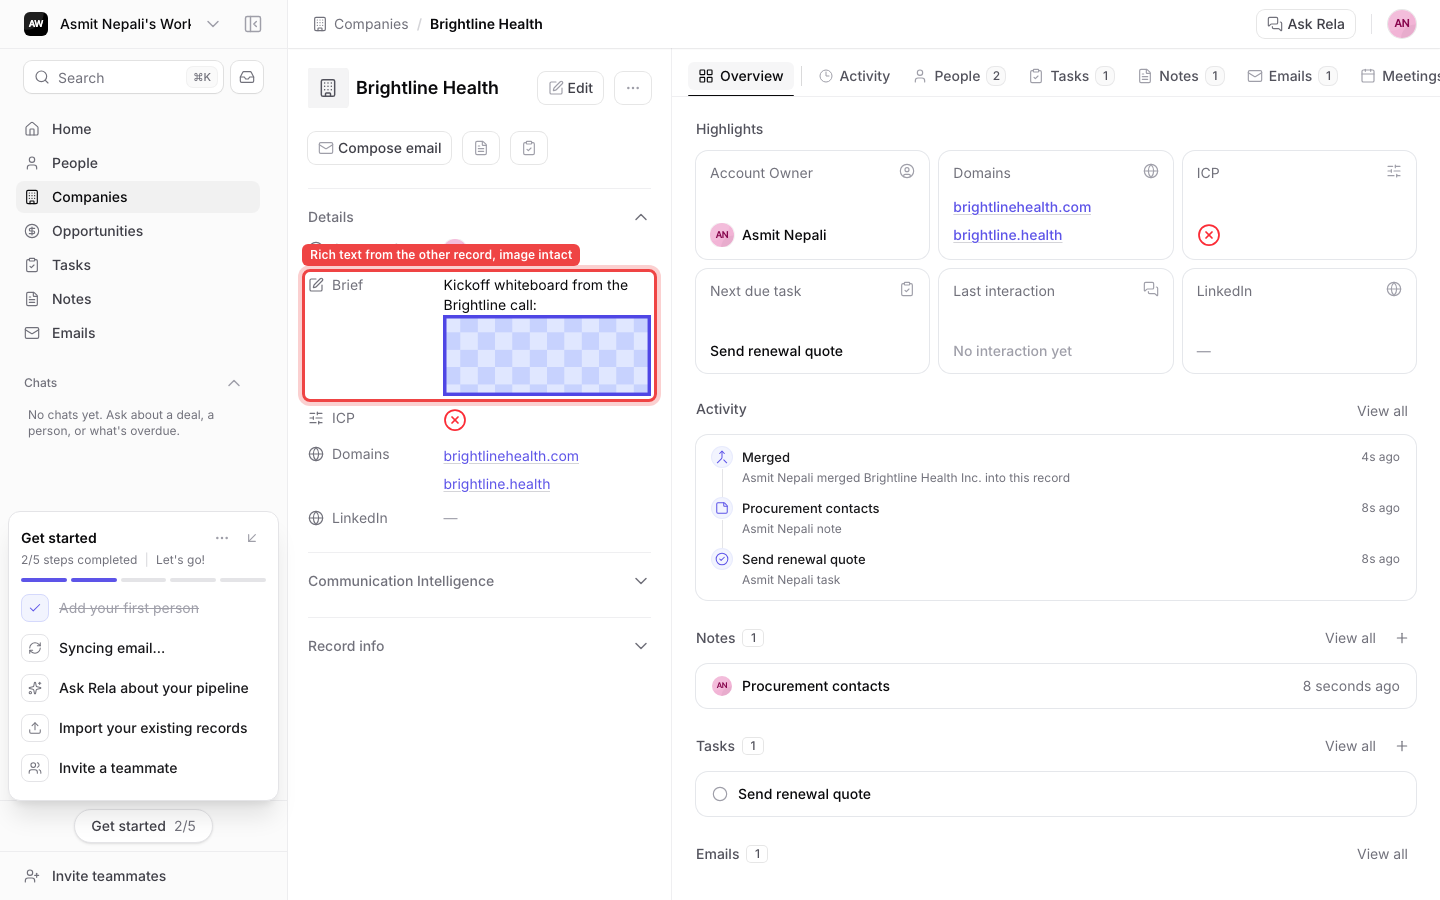 AW Asmit Nepali's Work
Search ⌘K
Home
People
Companies
Opportunities
Tasks
Notes
Emails
Chats
No chats yet. Ask about a deal, a
person, or what's overdue.
Get started
2/5 steps completed Let's go!
Add your first person
Syncing email...
Ask Rela about your pipeline
Import your existing records
Invite a teammate
Get started 2/5
Invite teammates
Companies / Brightline Health
Ask Rela AN
Brightline Health
Edit
Compose email
Details
Rich text from the other record, image intact
Brief
Kickoff whiteboard from the
Brightline call:
ICP
Domains
brightlinehealth.com
brightline.health
LinkedIn —
Communication Intelligence
Record info
Overview Activity People 2 Tasks 1 Notes 1 Emails 1 Meetings
Highlights
Account Owner
AN Asmit Nepali
Domains
brightlinehealth.com
brightline.health
ICP
Next due task
Send renewal quote
Last interaction
No interaction yet
LinkedIn
—
Activity View all
Merged 4s ago
Asmit Nepali merged Brightline Health Inc. into this record
Procurement contacts 8s ago
Asmit Nepali note
Send renewal quote 8s ago
Asmit Nepali task
Notes 1 View all
AN Procurement contacts 8 seconds ago
Tasks 1 View all
Send renewal quote
Emails 1 View all